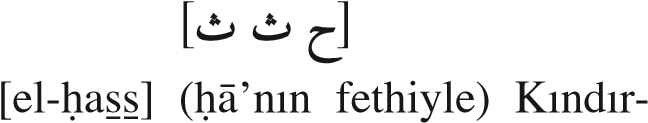 [ح ث ث]
[el-ḥas̱s̱] (ḥā’nın fethiyle) Kındır-